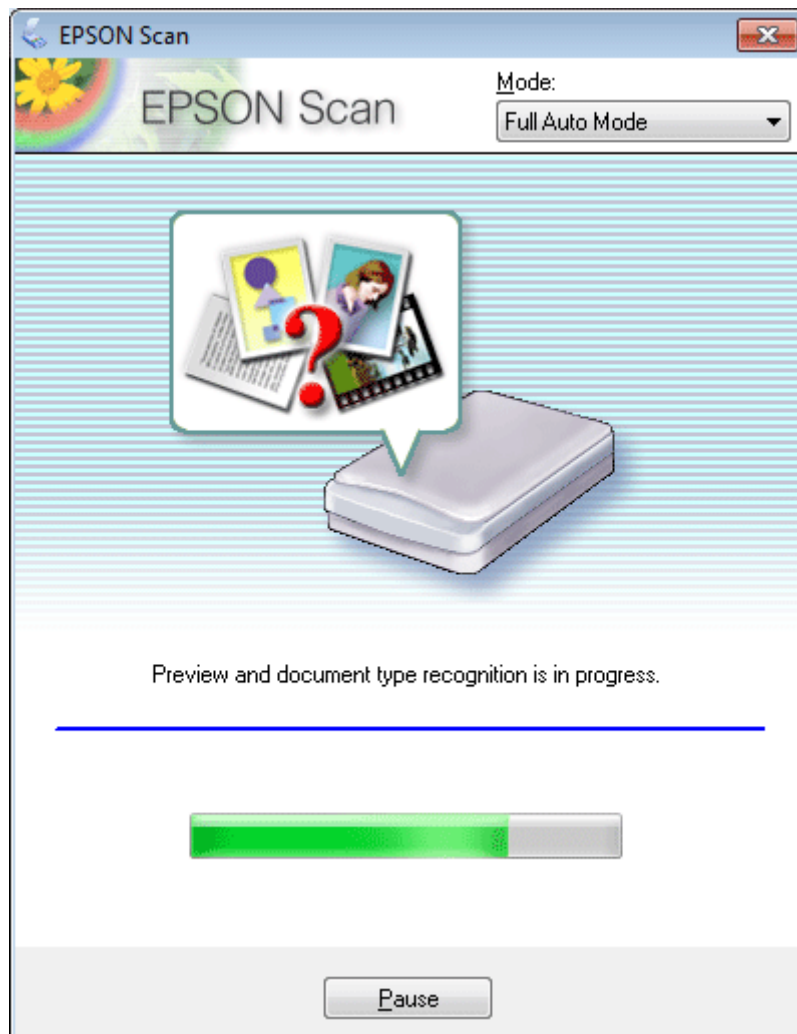 EPSON Scan
EPSON Scan
Mode:
Full Auto Mode
Preview and document type recognition is in progress.
Pause